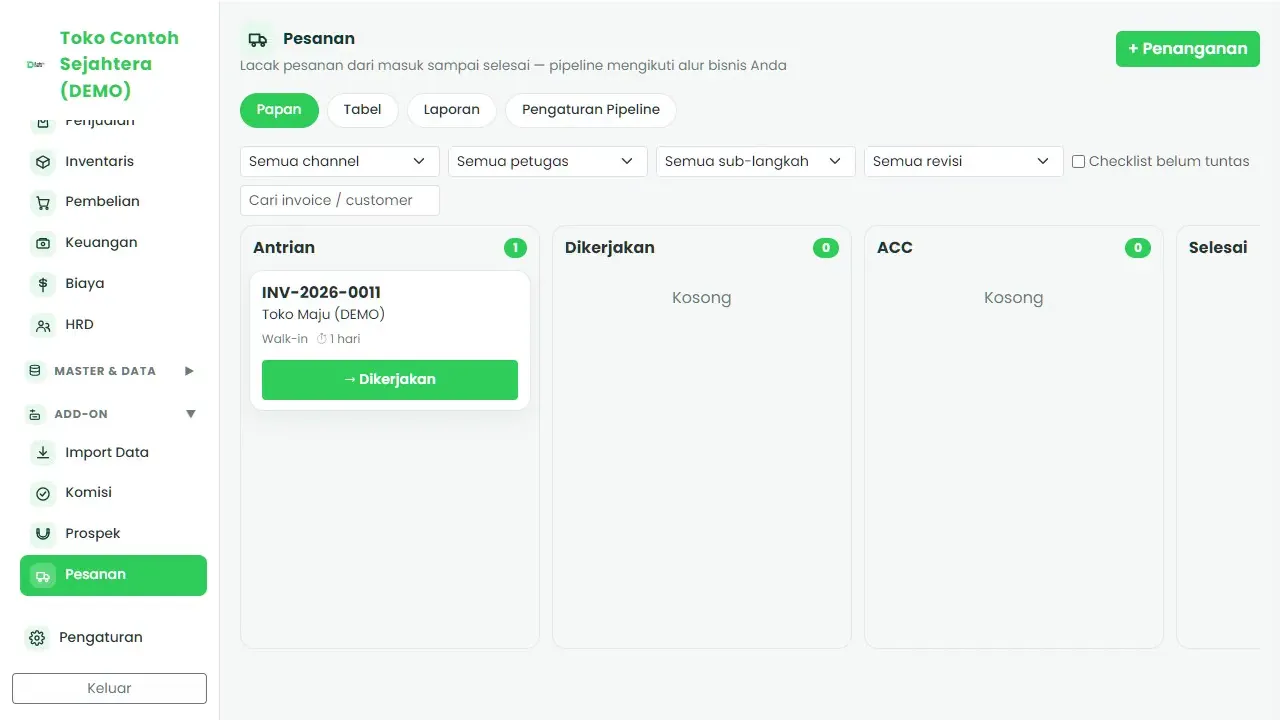 Toko Contoh
Sejahtera
(DEMO)
Penjualan
Inventaris
Pembelian
Keuangan
Biaya
HRD
MASTER & DATA
ADD-ON
Import Data
Komisi
Prospek
Pesanan
Pengaturan
Keluar
Pesanan
Lacak pesanan dari masuk sampai selesai — pipeline mengikuti alur bisnis Anda
+ Penanganan
Papan
Tabel
Laporan
Pengaturan Pipeline
Semua channel
Semua petugas
Semua sub-langkah
Semua revisi
Checklist belum tuntas
Cari invoice / customer
Antrian 1
INV-2026-0011
Toko Maju (DEMO)
Walk-in ⏱ 1 hari
→ Dikerjakan
Dikerjakan 0
Kosong
ACC 0
Kosong
Selesai